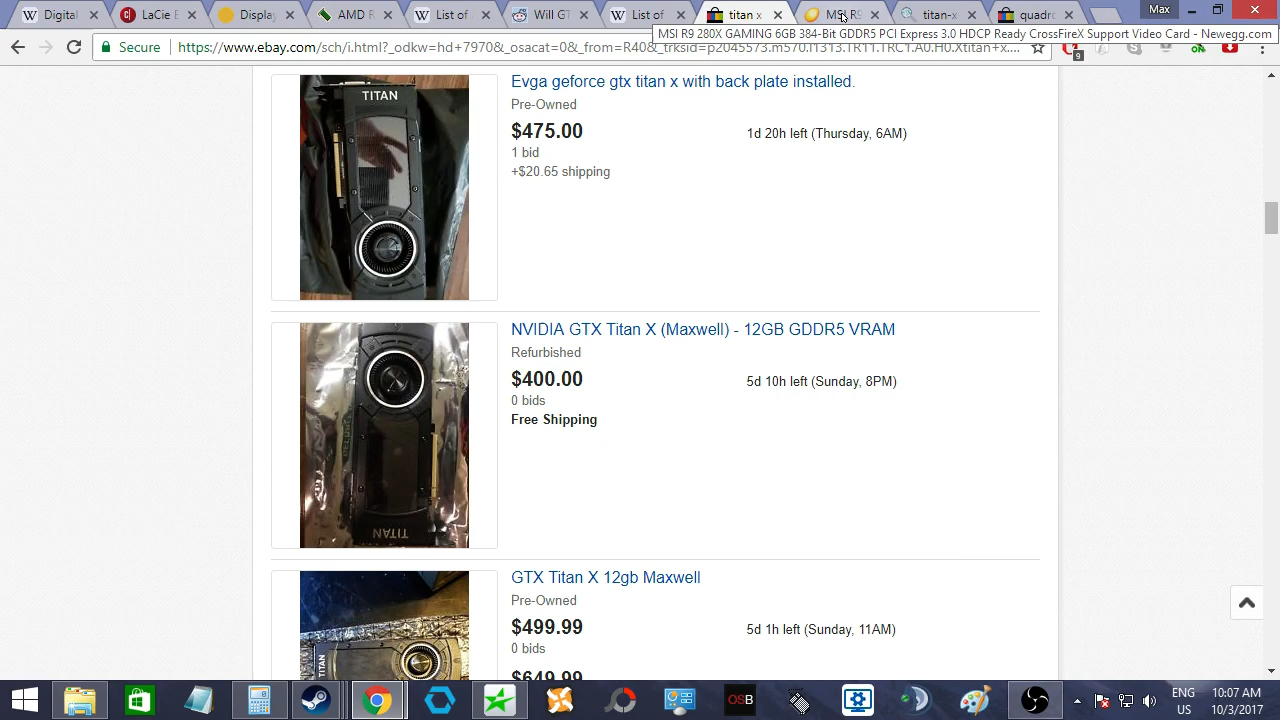 Digital
LaCie E
Display
AMD R
List of
Will GT
List of
titan x
MSI R9
titan-x
quadro
Max
MSI R9 280X GAMING 6GB 384-Bit GDDR5 PCI Express 3.0 HDCP Ready CrossFireX Support Video Card - Newegg.com
Secure
https://www.ebay.com/sch/i.html?_odkw=hd+7970&_osacat=0&_from=R40&_trksid=p2045573.m570.l1313.TR11.TRC1.A0.H0.Xtitan+x....
9
Evga geforce gtx titan x with back plate installed.
Pre-Owned
$475.00
1d 20h left (Thursday, 6AM)
1 bid
+$20.65 shipping
TITAN
NVIDIA GTX Titan X (Maxwell) - 12GB GDDR5 VRAM
Refurbished
$400.00
5d 10h left (Sunday, 8PM)
0 bids
Free Shipping
TITAN
GTX Titan X 12gb Maxwell
Pre-Owned
$499.99
5d 1h left (Sunday, 11AM)
0 bids
$649.99
TITAN
OSB
ENG
US
10:07 AM
10/3/2017